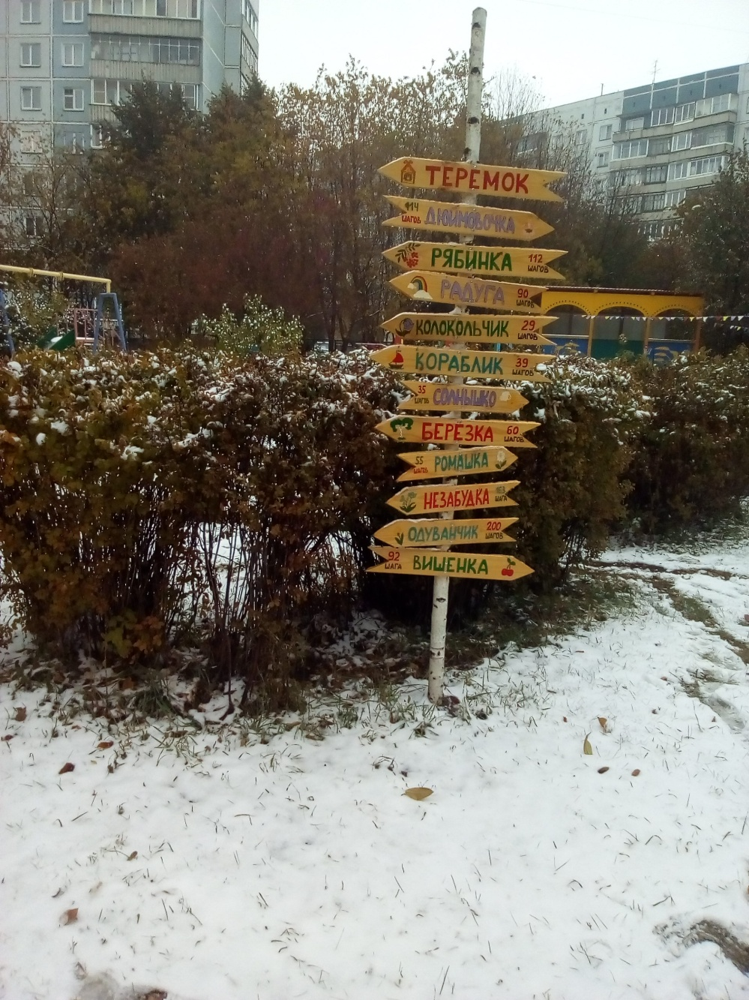 ТЕРЕМОК
114 ШАГОВ ДЮЙМОВОЧКА
РЯБИНКА 112 ШАГОВ
РАДУГА 90 ШАГОВ
КОЛОКОЛЬЧИК 29 ШАГОВ
КОРАБЛИК 39 ШАГОВ
35 ШАГОВ СОЛНЫШКО
БЕРЁЗКА 60 ШАГОВ
55 ШАГОВ РОМАШКА
НЕЗАБУДКА ШАГА
ОДУВАНЧИК 200 ШАГОВ
92 ШАГА ВИШЕНКА